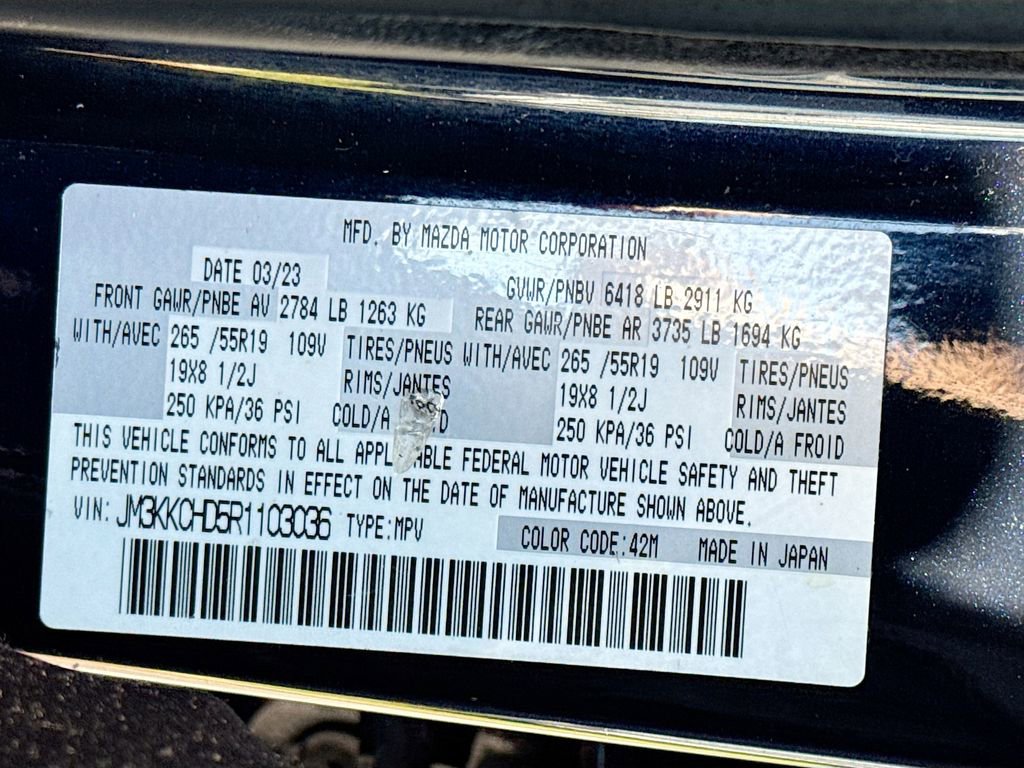 MFD. BY MAZDA MOTOR CORPORATION
DATE 03/23 GVWR/PNBV 6418 LB 2911 KG
FRONT GAWR/PNBE AV 2784 LB 1263 KG REAR GAWR/PNBE AR 3735 LB 1694 KG
WITH/AVEC 265 /55R19 109V TIRES/PNEUS WITH/AVEC 265 /55R19 109V TIRES/PNEUS
19X8 1/2J RIMS/JANTES 19X8 1/2J RIMS/JANTES
250 KPA/36 PSI COLD/A FROID 250 KPA/36 PSI COLD/A FROID
THIS VEHICLE CONFORMS TO ALL APPLICABLE FEDERAL MOTOR VEHICLE SAFETY AND THEFT
PREVENTION STANDARDS IN EFFECT ON THE DATE OF MANUFACTURE SHOWN ABOVE.
VIN: JM3KKCHD5R1103036 TYPE:MPV COLOR CODE:42M MADE IN JAPAN